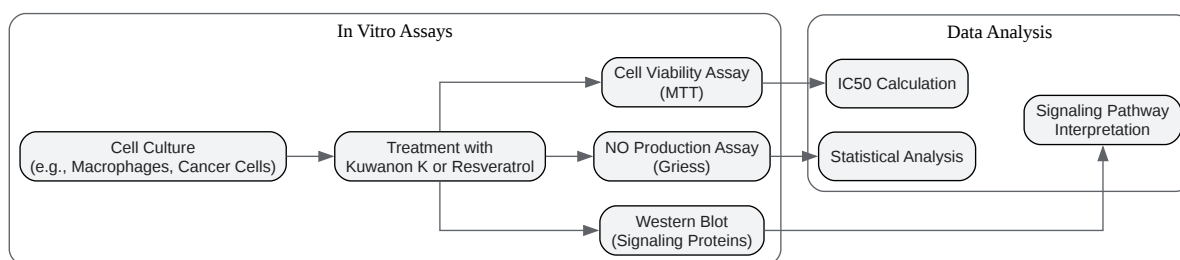 In Vitro Assays
Data Analysis
Cell Viability Assay
(MTT)
IC50 Calculation
Signaling Pathway
Interpretation
Cell Culture
(e.g., Macrophages, Cancer Cells)
Treatment with
Kuwanon K or Resveratrol
NO Production Assay
(Griess)
Statistical Analysis
Western Blot
(Signaling Proteins)